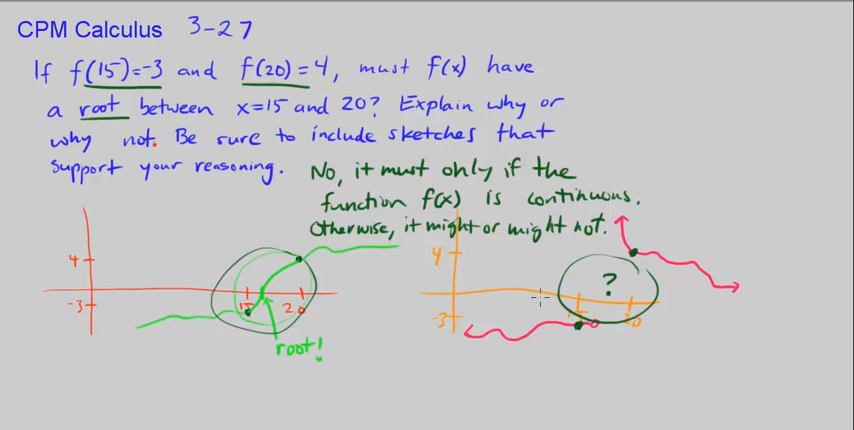 CPM Calculus 3-27
If f(15)=-3 and f(20)=4, must f(x) have
a root between x=15 and 20? Explain why or
why not. Be sure to include sketches that
support your reasoning.
No, it must only if the
function f(x) is continuous.
Otherwise, it might or might not.
4
-3
15
20
root!
4
-3
?
20